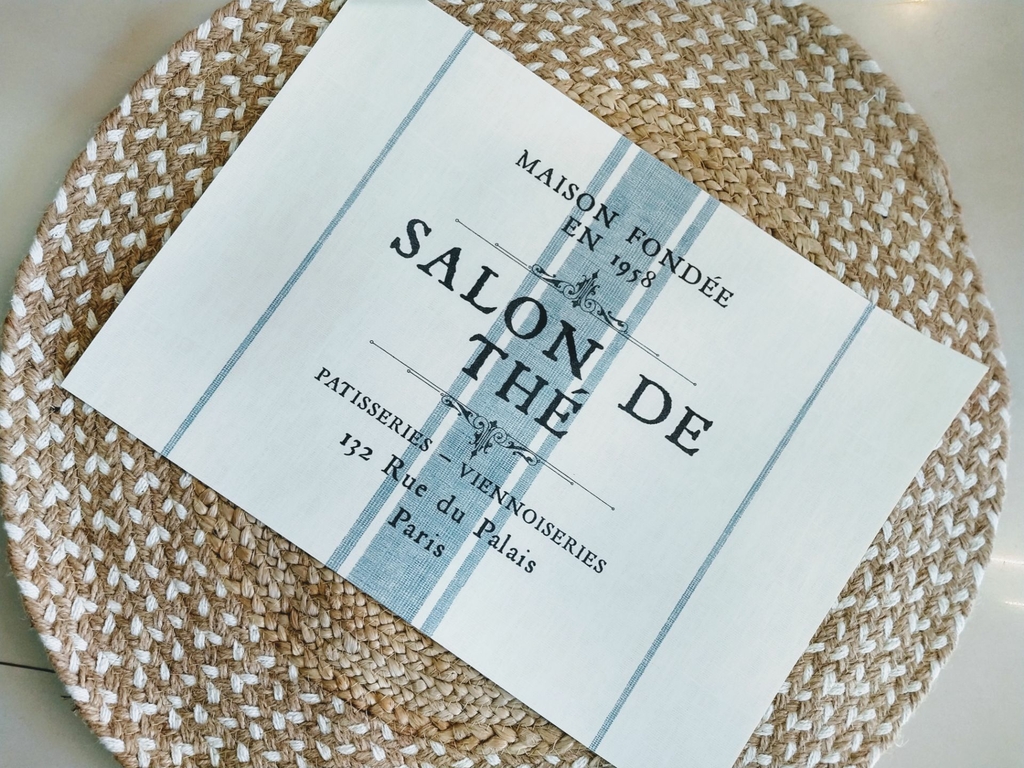 MAISON FONDÉE
EN 1958
SALON DE
THÉ
PATISSERIES – VIENNOISERIES
132 Rue du Palais
Paris